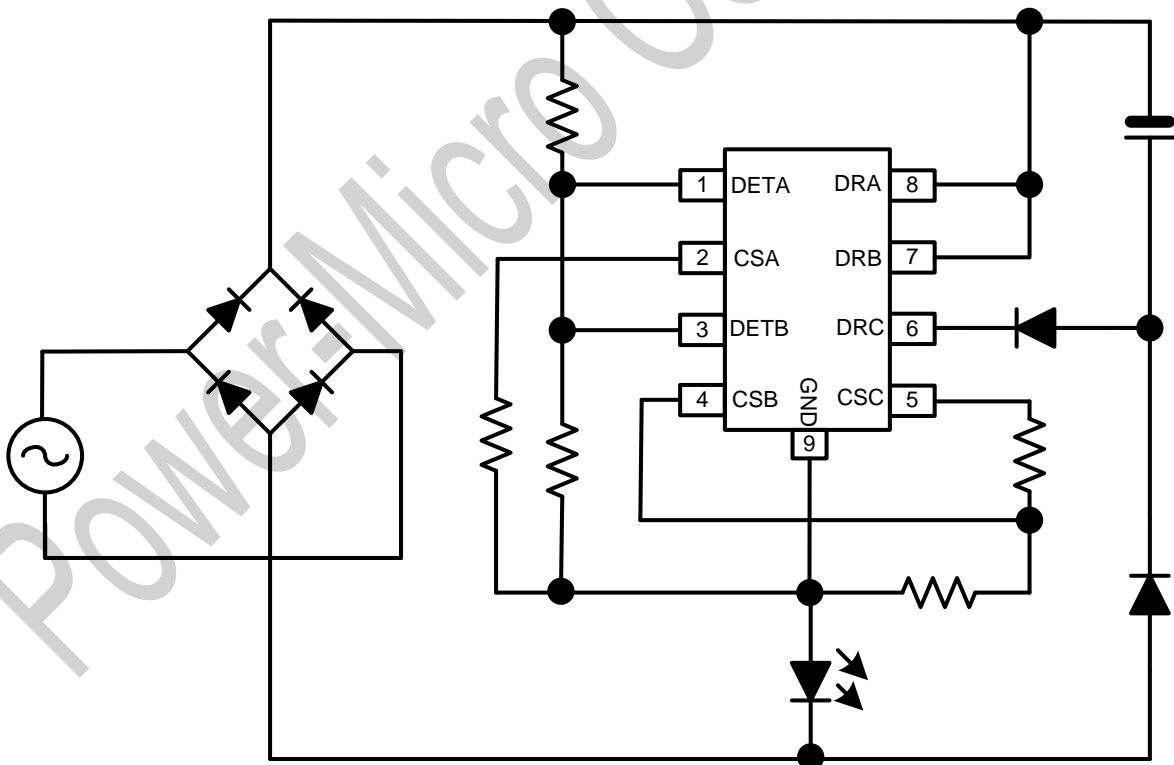 Power-Micro
1 DETA DRA 8
2 CSA DRB 7
3 DETB DRC 6
4 CSB GND CSC 5
9